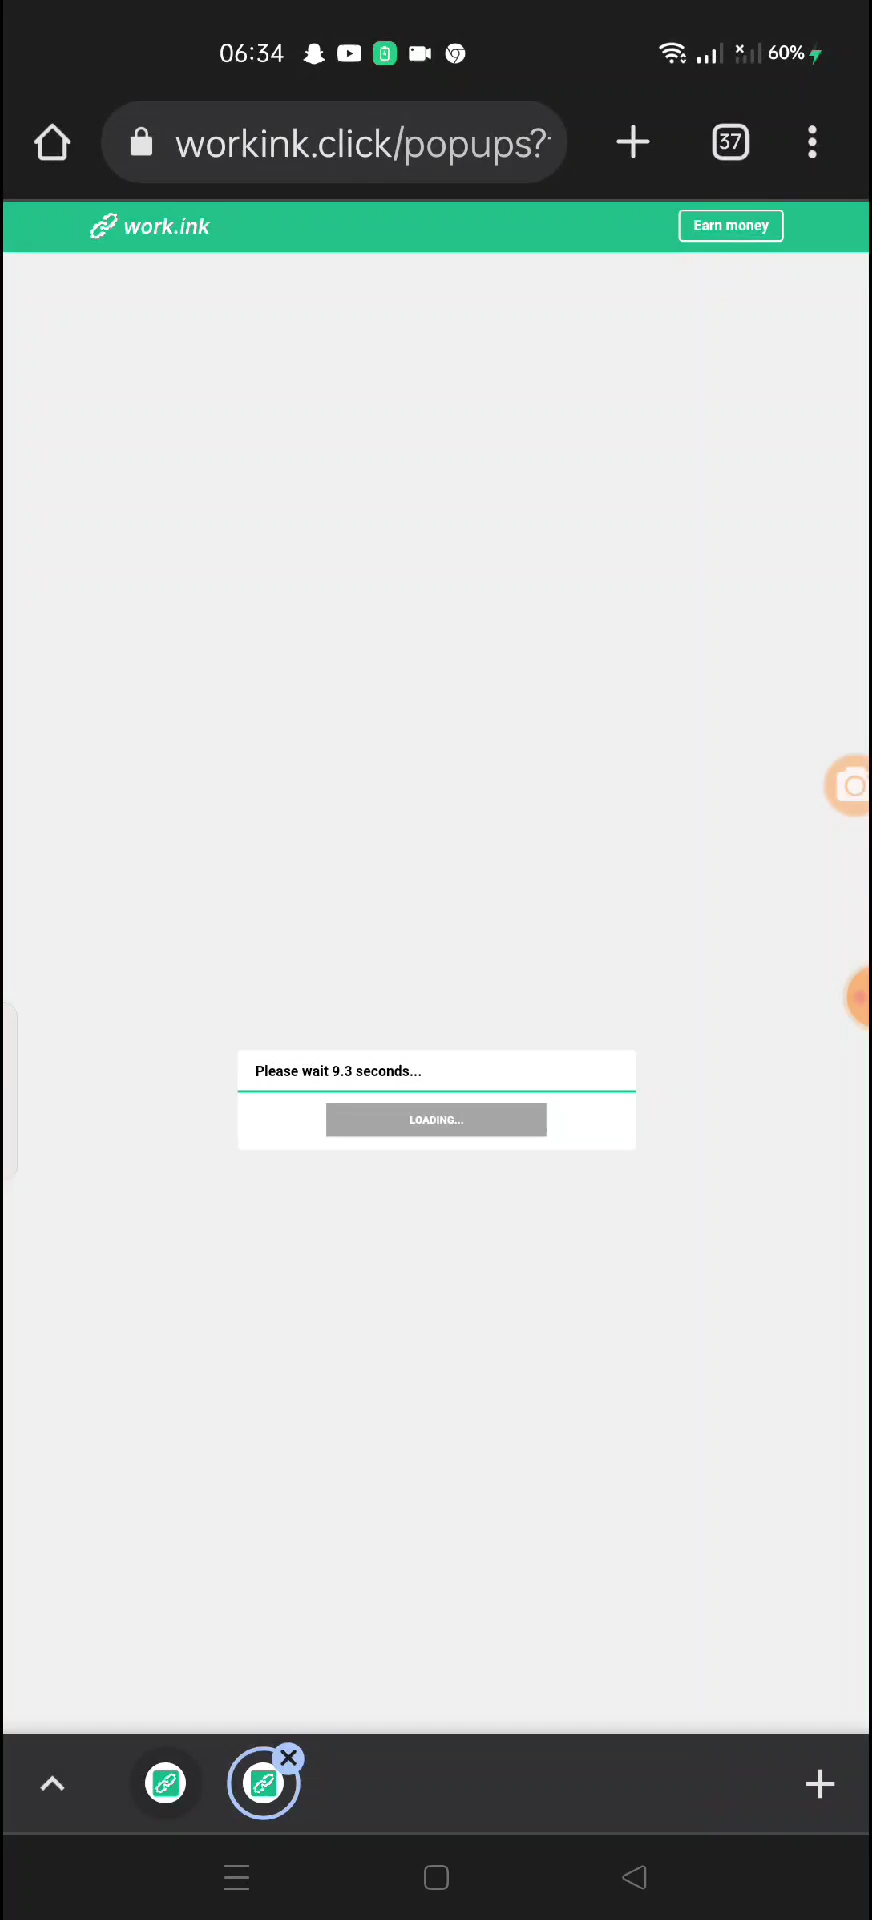 06:34
60%
workink.click/popups?
37
work.ink
Earn money
Please wait 9.3 seconds...
LOADING...